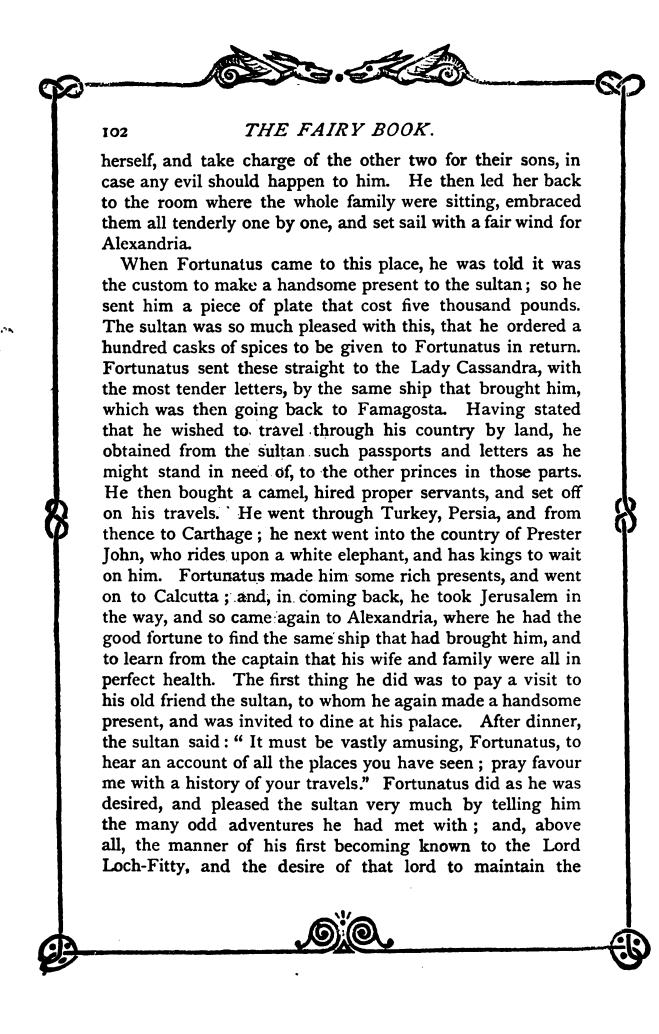 102 THE FAIRY BOOK.
herself, and take charge of the other two for their sons, in
case any evil should happen to him. He then led her back
to the room where the whole family were sitting, embraced
them all tenderly one by one, and set sail with a fair wind for
Alexandria.
When Fortunatus came to this place, he was told it was
the custom to make a handsome present to the sultan; so he
sent him a piece of plate that cost five thousand pounds.
The sultan was so much pleased with this, that he ordered a
hundred casks of spices to be given to Fortunatus in return.
Fortunatus sent these straight to the Lady Cassandra, with
the most tender letters, by the same ship that brought him,
which was then going back to Famagosta. Having stated
that he wished to travel through his country by land, he
obtained from the sultan such passports and letters as he
might stand in need of, to the other princes in those parts.
He then bought a camel, hired proper servants, and set off
on his travels. He went through Turkey, Persia, and from
thence to Carthage; he next went into the country of Prester
John, who rides upon a white elephant, and has kings to wait
on him. Fortunatus made him some rich presents, and went
on to Calcutta; and, in coming back, he took Jerusalem in
the way, and so came again to Alexandria, where he had the
good fortune to find the same ship that had brought him, and
to learn from the captain that his wife and family were all in
perfect health. The first thing he did was to pay a visit to
his old friend the sultan, to whom he again made a handsome
present, and was invited to dine at his palace. After dinner,
the sultan said: “ It must be vastly amusing, Fortunatus, to
hear an account of all the places you have seen; pray favour
me with a history of your travels.” Fortunatus did as he was
desired, and pleased the sultan very much by telling him
the many odd adventures he had met with; and, above
all, the manner of his first becoming known to the Lord
Loch-Fitty, and the desire of that lord to maintain the